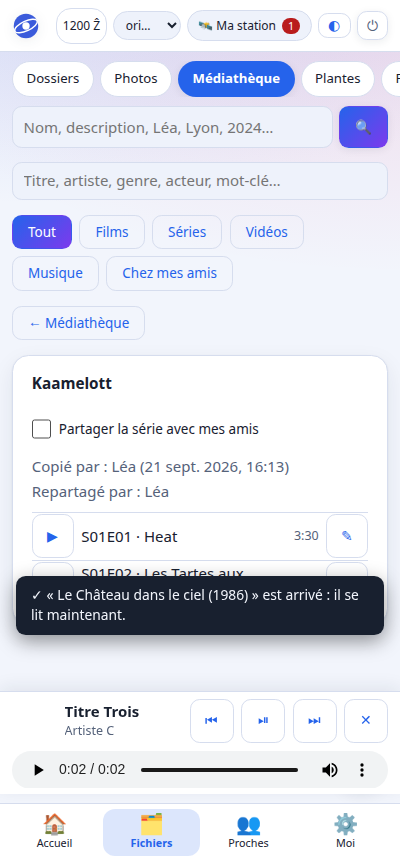 1200 Ẑ
ori...
Ma station
1
Dossiers
Photos
Médiathèque
Plantes
Nom, description, Léa, Lyon, 2024...
Titre, artiste, genre, acteur, mot-clé...
Tout
Films
Séries
Vidéos
Musique
Chez mes amis
← Médiathèque
Kaamelott
Partager la série avec mes amis
Copié par : Léa (21 sept. 2026, 16:13)
Repartagé par : Léa
S01E01 · Heat
3:30
S01E02 · Les Tartes aux
✓ « Le Château dans le ciel (1986) » est arrivé : il se
lit maintenant.
Titre Trois
Artiste C
0:02 / 0:02
Accueil
Fichiers
Proches
Moi